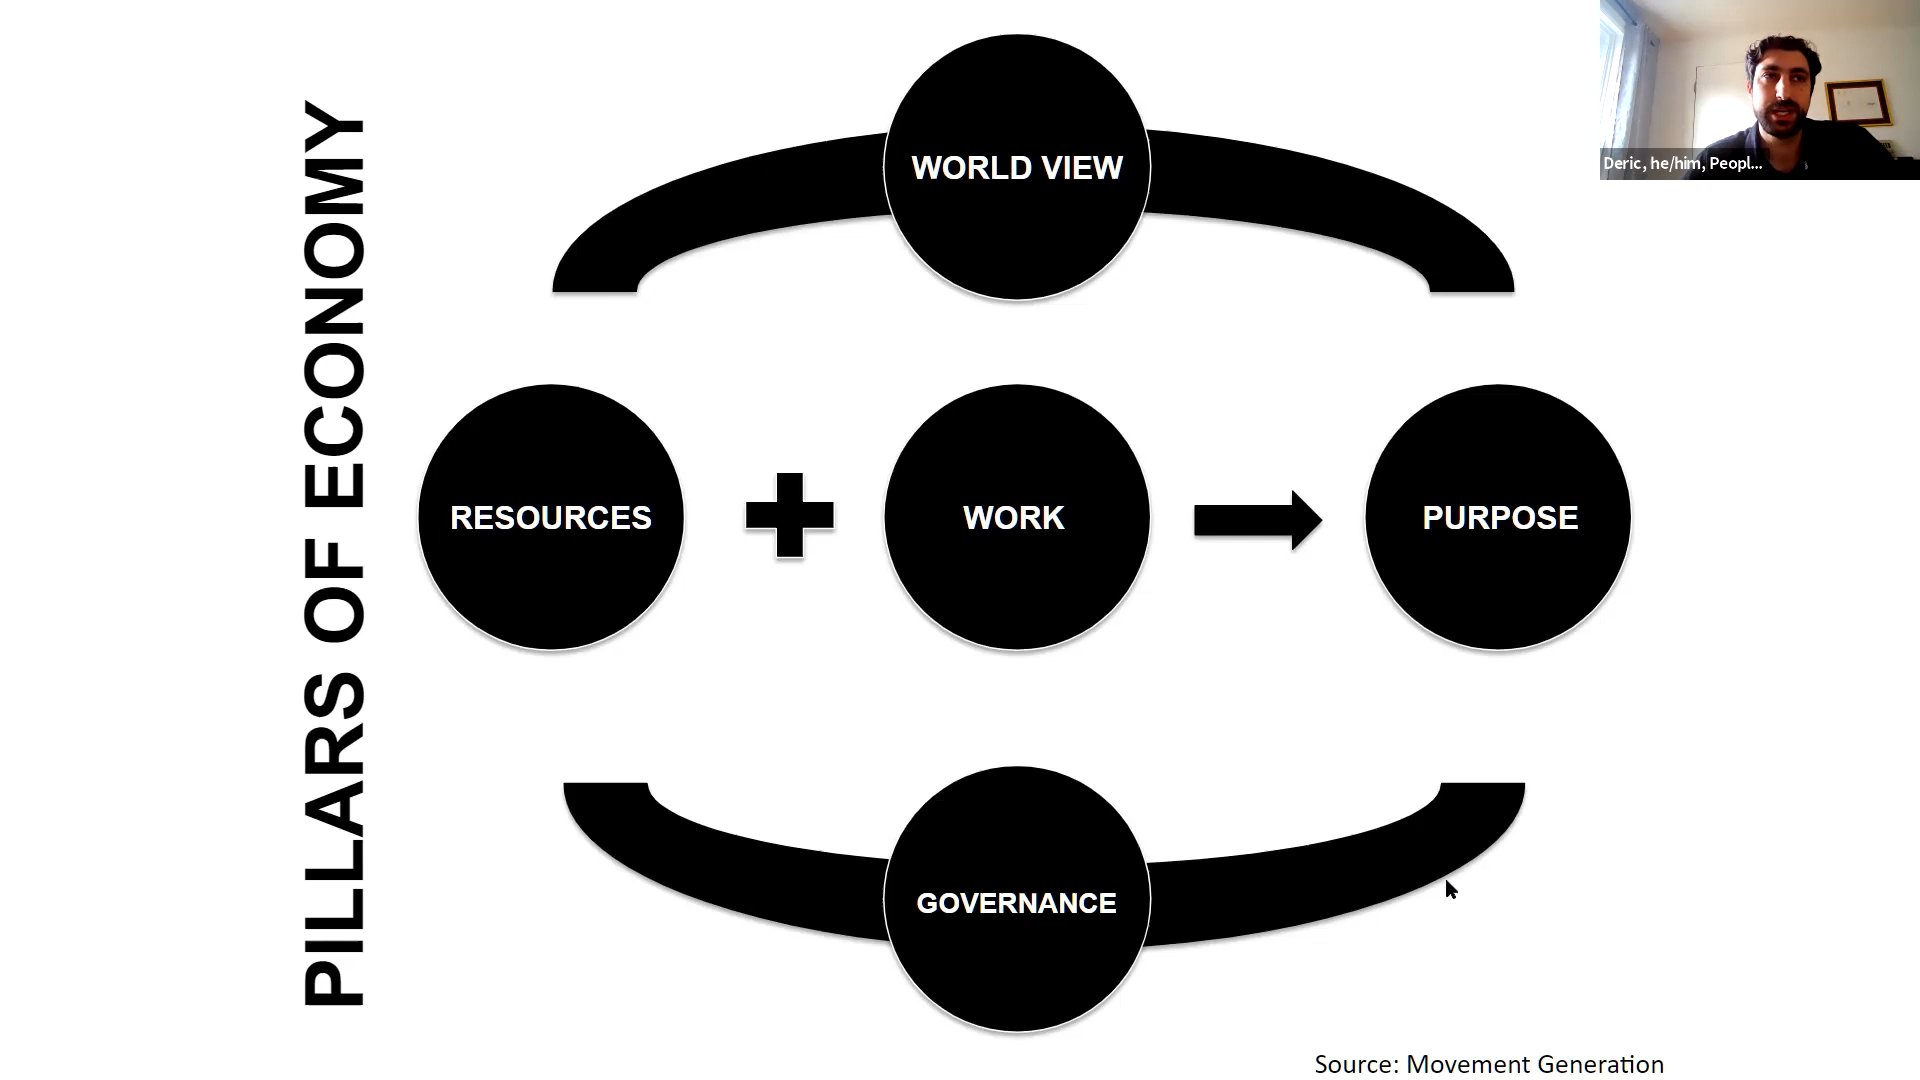 PILLARS OF ECONOMY
WORLD VIEW
RESOURCES
WORK
PURPOSE
GOVERNANCE
Source: Movement Generation
Deric, he/him, Peopl...